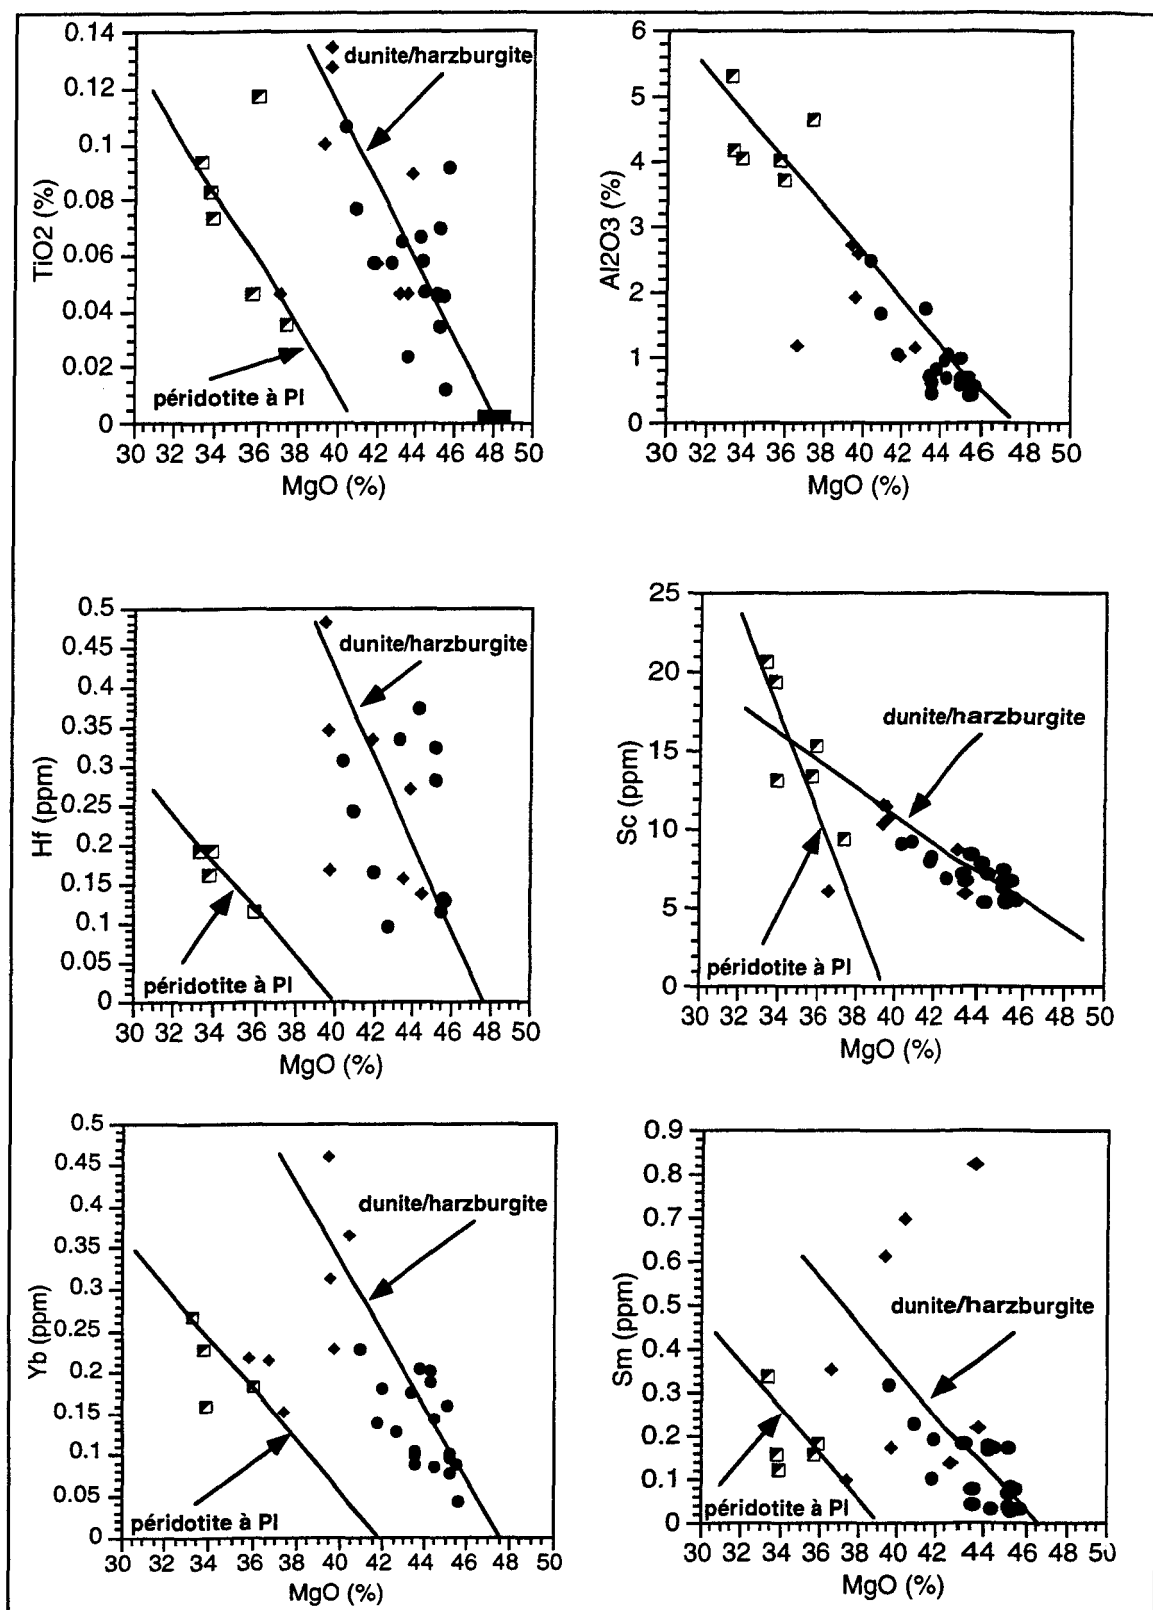 0.14
0.12
0.1
0.08
0.06
0.04
0.02
0
TiO2 (%)
dunite/harzburgite
péridotite à Pl
30 32 34 36 38 40 42 44 46 48 50
MgO (%)
6
5
4
3
2
1
0
Al2O3 (%)
30 32 34 36 38 40 42 44 46 48 50
MgO (%)
0.5
0.45
0.4
0.35
0.3
0.25
0.2
0.15
0.1
0.05
0
Hf (ppm)
dunite/harzburgite
péridotite à Pl
30 32 34 36 38 40 42 44 46 48 50
MgO (%)
25
20
15
10
5
0
Sc (ppm)
dunite/harzburgite
péridotite à Pl
30 32 34 36 38 40 42 44 46 48 50
MgO (%)
0.5
0.45
0.4
0.35
0.3
0.25
0.2
0.15
0.1
0.05
0
Yb (ppm)
dunite/harzburgite
péridotite à Pl
30 32 34 36 38 40 42 44 46 48 50
MgO (%)
0.9
0.8
0.7
0.6
0.5
0.4
0.3
0.2
0.1
0
Sm (ppm)
dunite/harzburgite
péridotite à Pl
30 32 34 36 38 40 42 44 46 48 50
MgO (%)